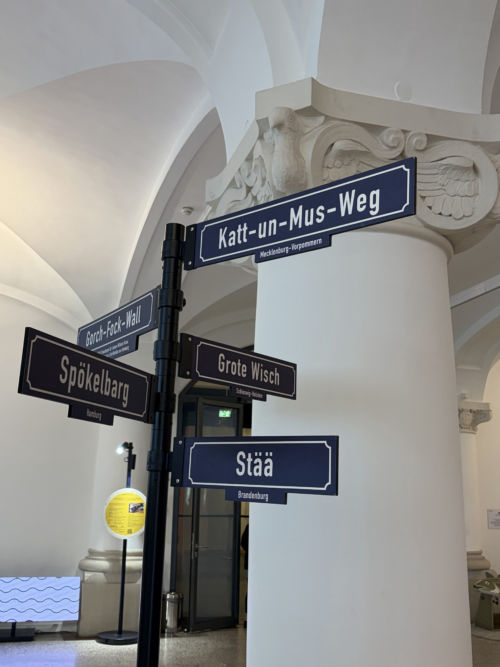 Katt-un-Mus-Weg
Mecklenburg-Vorpommern
Gorch-Fock-Wall
Spökelbarg
Hamburg
Grote Wisch
Schleswig-Holstein
Stää
Brandenburg